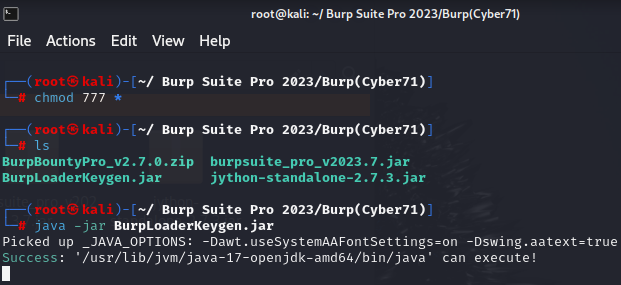 root@kali: ~/ Burp Suite Pro 2023/Burp(Cyber71)
File Actions Edit View Help
┌──(root㉿kali)-[~/ Burp Suite Pro 2023/Burp(Cyber71)]
└─# chmod 777 *
┌──(root㉿kali)-[~/ Burp Suite Pro 2023/Burp(Cyber71)]
└─# ls
BurpBountyPro_v2.7.0.zip burpsuite_pro_v2023.7.jar
BurpLoaderKeygen.jar jython-standalone-2.7.3.jar
┌──(root㉿kali)-[~/ Burp Suite Pro 2023/Burp(Cyber71)]
└─# java -jar BurpLoaderKeygen.jar
Picked up _JAVA_OPTIONS: -Dawt.useSystemAAFontSettings=on -Dswing.aatext=true
Success: '/usr/lib/jvm/java-17-openjdk-amd64/bin/java' can execute!